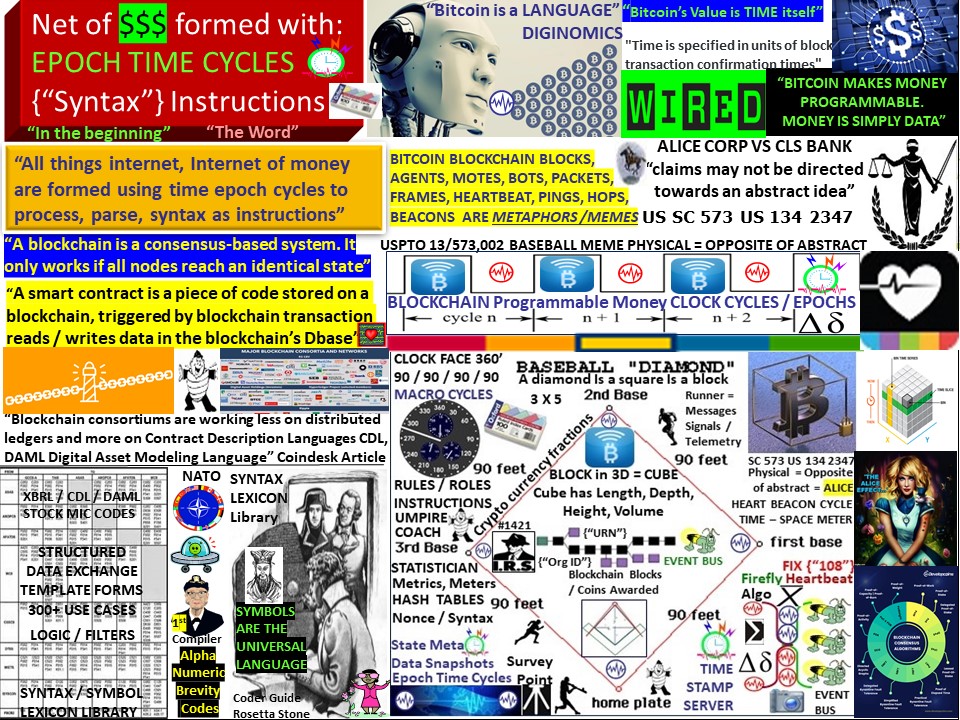 Net of $$$ formed with:
EPOCH TIME CYCLES
{“Syntax”} Instructions
“In the beginning” “The Word”
“Bitcoin is a LANGUAGE”
DIGINOMICS
“Bitcoin’s Value is TIME itself”
"Time is specified in units of block
transaction confirmation times"
WIRED
“BITCOIN MAKES MONEY
PROGRAMMABLE.
MONEY IS SIMPLY DATA”
“All things internet, Internet of money
are formed using time epoch cycles to
process, parse, syntax as instructions”
BITCOIN BLOCKCHAIN BLOCKS,
AGENTS, MOTES, BOTS, PACKETS,
FRAMES, HEARTBEAT, PINGS, HOPS,
BEACONS ARE METAPHORS /MEMES
ALICE CORP VS CLS BANK
“claims may not be directed
towards an abstract idea”
US SC 573 US 134 2347
“A blockchain is a consensus-based system. It
only works if all nodes reach an identical state”
USPTO 13/573,002 BASEBALL MEME PHYSICAL = OPPOSITE OF ABSTRACT
“A smart contract is a piece of code stored on a
blockchain, triggered by blockchain transaction
reads / writes data in the blockchain’s Dbase”
BLOCKCHAIN Programmable Money CLOCK CYCLES / EPOCHS
cycle n n + 1 n + 2 Δδ
MAJOR BLOCKCHAIN CONSORTIA AND NETWORKS
“Blockchain consortiums are working less on distributed
ledgers and more on Contract Description Languages CDL,
DAML Digital Asset Modeling Language” Coindesk Article
CLOCK FACE 360’
90 / 90 / 90 / 90
MACRO CYCLES
BASEBALL "DIAMOND"
A diamond Is a square Is a block
3 X 5
2nd Base
Runner =
Messages
Signals /
Telemetry
90 feet
90 feet
BLOCK in 3D = CUBE
Cube has Length, Depth,
Height, Volume
Crypto currency fractions
RULES / ROLES
INSTRUCTIONS
UMPIRE
COACH
3rd Base
#1421
I.R.S.
{“URN”}
{“Org ID”}
EVENT BUS
Blockchain Blocks
/ Coins Awarded
first base
SC 573 US 134 2347
Physical = Opposite
of abstract = ALICE
HEART BEACON CYCLE
TIME – SPACE METER
THE ALICE
EFFECT
STATISTICIAN
Metrics, Meters
HASH TABLES
Nonce / Syntax
90 feet
90 feet
State Meta
Data Snapshots
Epoch Time Cycles
Survey
Point
home plate
TIME
STAMP
SERVER
FIX {“108”}
Firefly Heartbeat
Algo
Δδ
EVENT
BUS
BLOCKCHAIN
CONSENSUS
ALGORITHMS
XBRL / CDL / DAML
STOCK MIC CODES
STRUCTURED
DATA EXCHANGE
TEMPLATE FORMS
300+ USE CASES
LOGIC / FILTERS
SYNTAX / SYMBOL
LEXICON LIBRARY
NATO
SYNTAX
LEXICON
Library
“1st”
Compiler
Alpha
Numeric
Brevity
Codes
SYMBOLS
ARE THE
UNIVERSAL
LANGUAGE
Coder Guide
Rosetta Stone